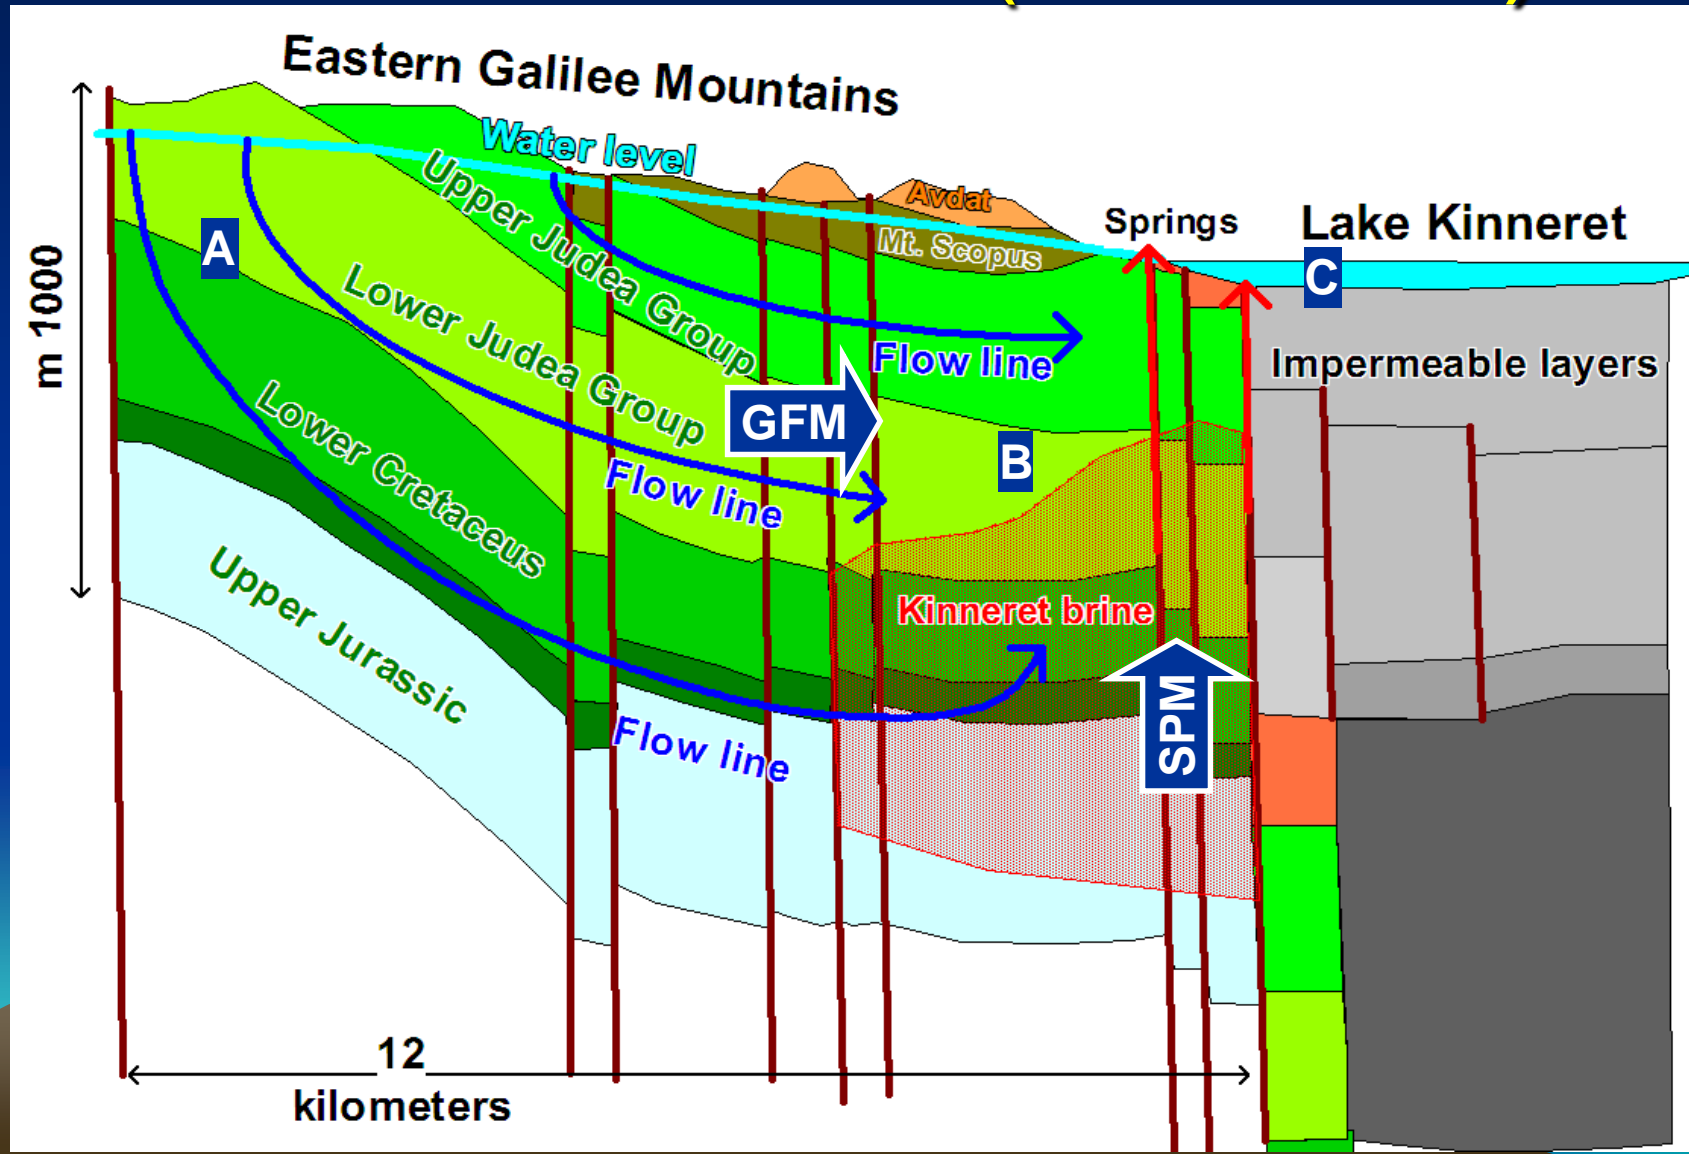 Eastern Galilee Mountains
Water level
Avdat
Springs
Lake Kinneret
Mt. Scopus
A
C
m 1000
Upper Judea Group
Lower Judea Group
Flow line
Impermeable layers
GFM
B
Lower Cretaceus
Flow line
Kinneret brine
Upper Jurassic
SPM
Flow line
12
kilometers